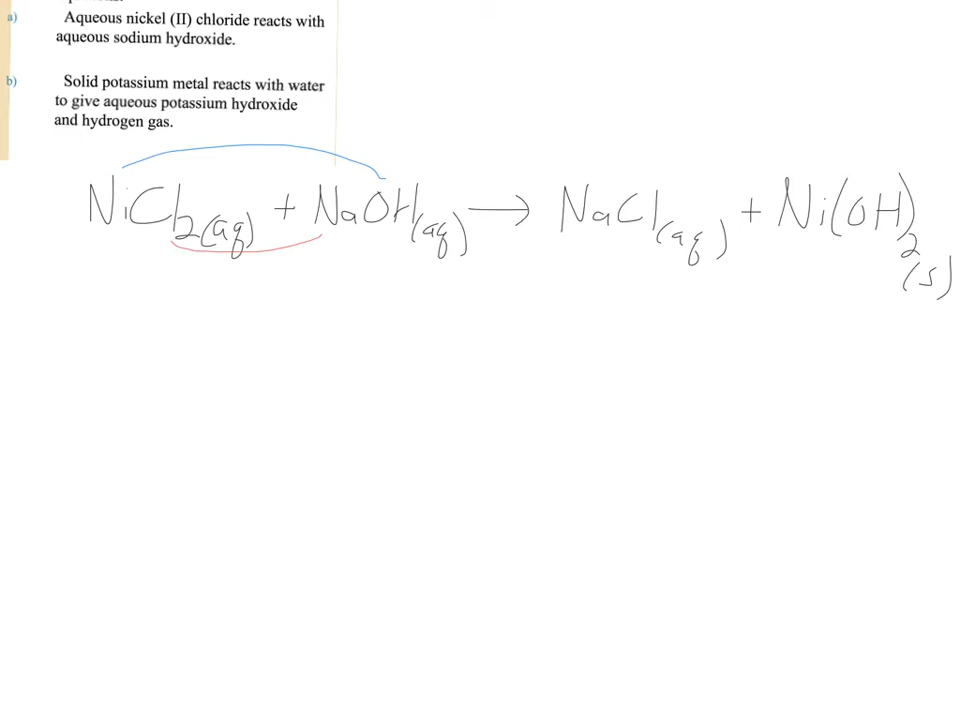 a) Aqueous nickel (II) chloride reacts with
aqueous sodium hydroxide.
b) Solid potassium metal reacts with water
to give aqueous potassium hydroxide
and hydrogen gas.
NiCl₂(aq) + NaOH(aq) → NaCl(aq) + Ni(OH)₂
(s)